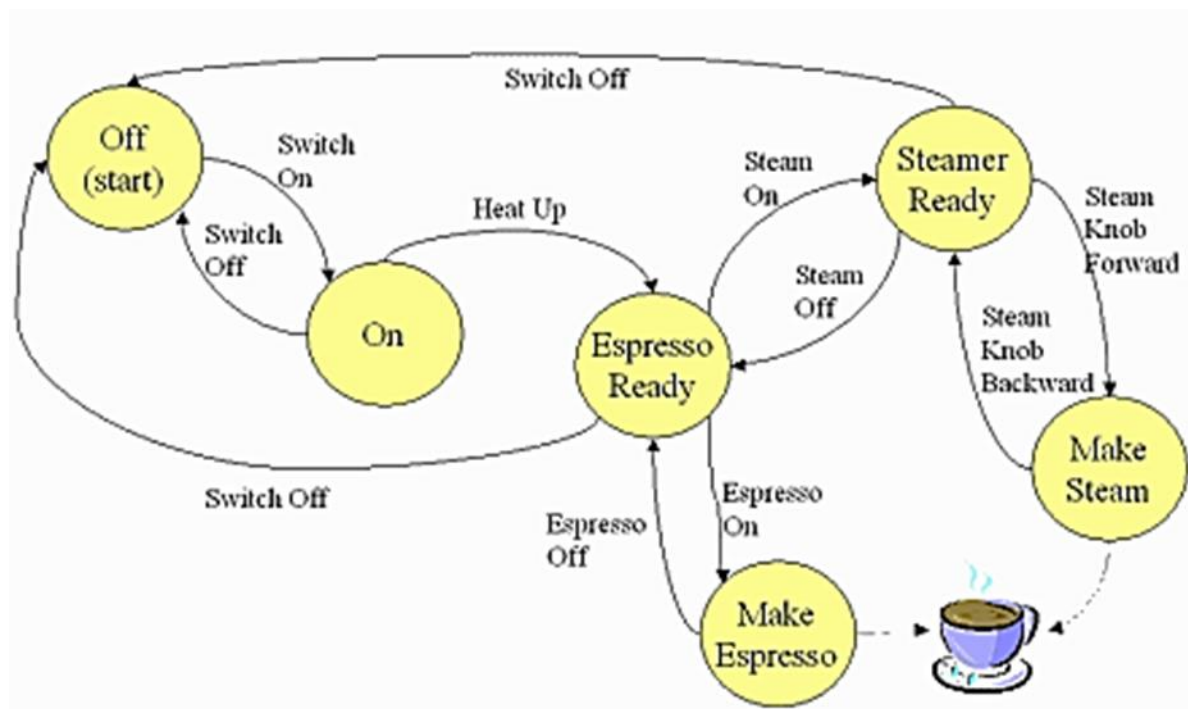 Switch Off
Off
(start)
Switch
On
Steam
On
Steamer
Ready
Steam
Knob
Forward
Heat Up
Switch
Off
Steam
Off
On
Espresso
Ready
Steam
Knob
Backward
Make
Steam
Switch Off
Espresso
On
Espresso
Off
Make
Espresso